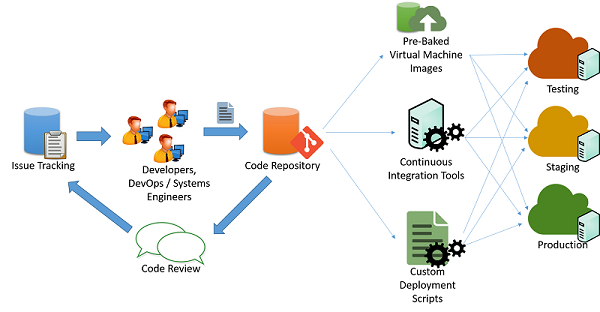 Issue Tracking
Developers,
DevOps / Systems
Engineers
Code Repository
Code Review
Pre-Baked
Virtual Machine
Images
Continuous
Integration Tools
Custom
Deployment
Scripts
Testing
Staging
Production